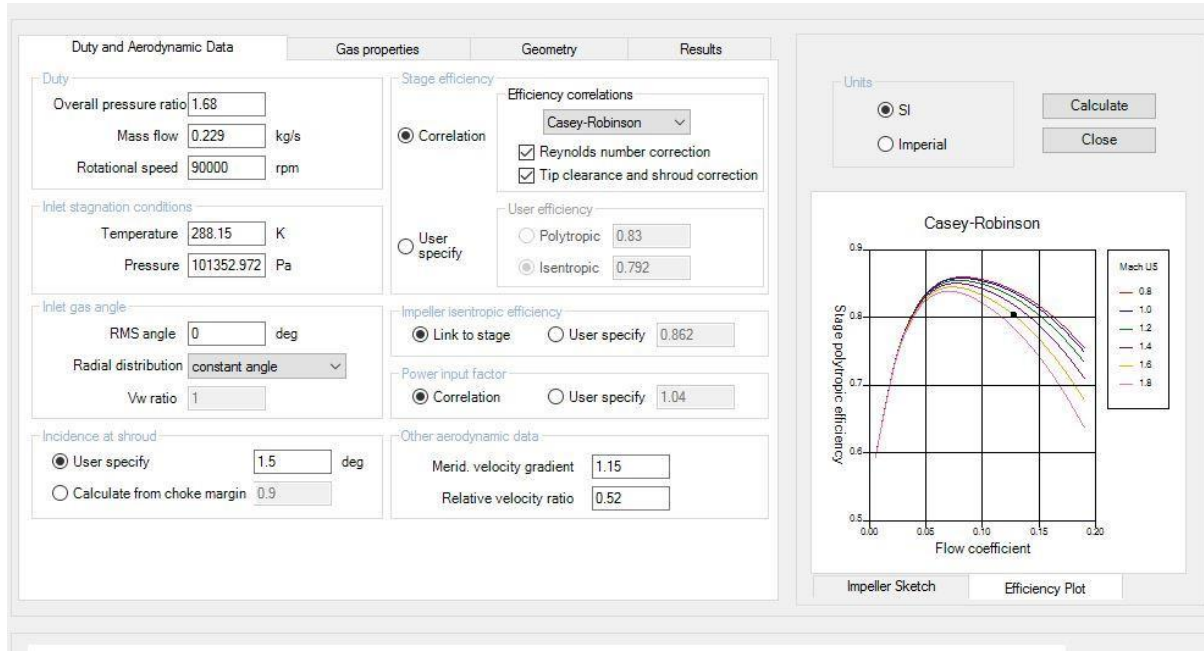 Duty and Aerodynamic Data
Gas properties
Geometry
Results
Duty
Overall pressure ratio 1.68
Mass flow 0.229 kg/s
Rotational speed 90000 rpm
Inlet stagnation conditions
Temperature 288.15 K
Pressure 101352.972 Pa
Inlet gas angle
RMS angle 0 deg
Radial distribution constant angle
Vw ratio 1
Incidence at shroud
User specify 1.5 deg
Calculate from choke margin 0.9
Stage efficiency
Efficiency correlations
Correlation
Casey-Robinson
Reynolds number correction
Tip clearance and shroud correction
User specify
User efficiency
Polytropic 0.83
Isentropic 0.792
Impeller isentropic efficiency
Link to stage User specify 0.862
Power input factor
Correlation User specify 1.04
Other aerodynamic data
Merid. velocity gradient 1.15
Relative velocity ratio 0.52
Units
SI
Imperial
Calculate
Close
Casey-Robinson
Stage polytropic efficiency
0.9
0.8
0.7
0.6
0.5
0.00 0.05 0.10 0.15 0.20
Flow coefficient
Mach U5
0.8
1.0
1.2
1.4
1.6
1.8
Impeller Sketch
Efficiency Plot